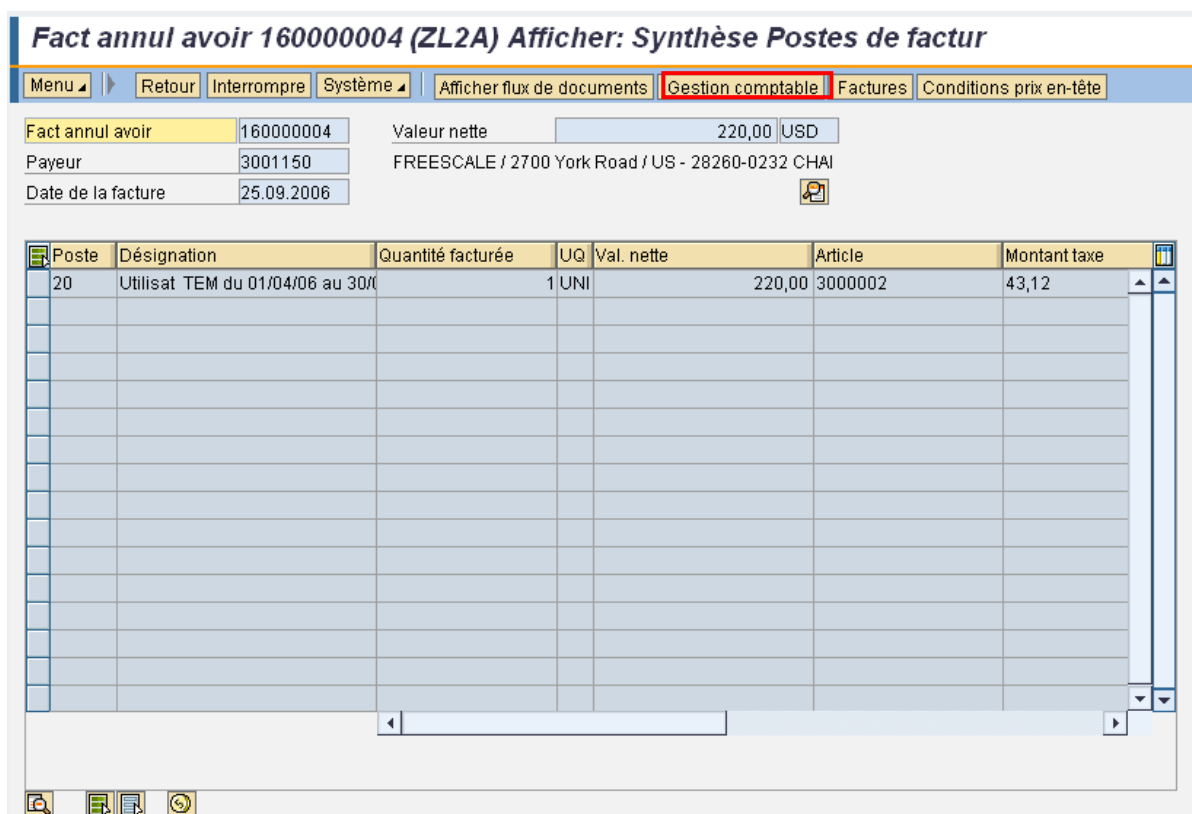 Fact annul avoir 160000004 (ZL2A) Afficher: Synthèse Postes de factur
Menu Retour Interrompre Système Afficher flux de documents Gestion comptable Factures Conditions prix en-tête
Fact annul avoir 160000004 Valeur nette 220,00 USD
Payeur 3001150 FREESCALE / 2700 York Road / US - 28260-0232 CHAI
Date de la facture 25.09.2006
Poste Désignation Quantité facturée UQ Val. nette Article Montant taxe
20 Utilisat TEM du 01/04/06 au 30/0 1 UNI 220,00 3000002 43,12